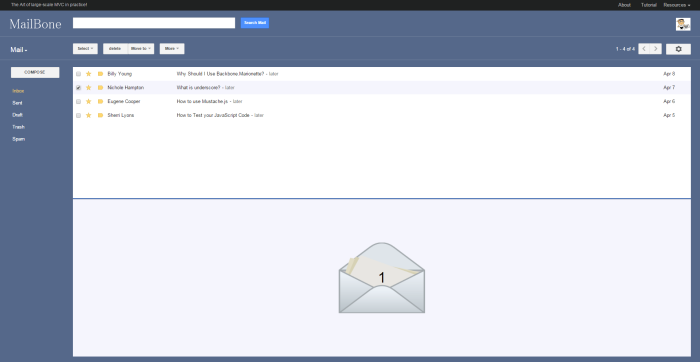 The Art of large-scale MVC in practice!
About Tutorial Resources
MailBone
Search Mail
Mail
Select delete Move to More
1 - 4 of 4
COMPOSE
Inbox
Sent
Draft
Trash
Spam
Billy Young Why Should I Use Backbone.Marionette? - later Apr 8
Nichole Hampton What is underscore? - later Apr 7
Eugene Cooper How to use Mustache.js - later Apr 6
Sherri Lyons How to Test your JavaScript Code - later Apr 5
1